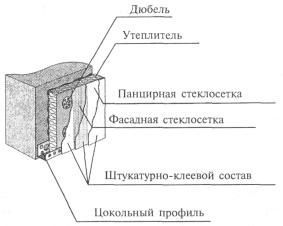 Дюбель
Утеплитель
Панцирная стеклосетка
Фасадная стеклосетка
Штукатурно-клеевой состав
Цокольный профиль